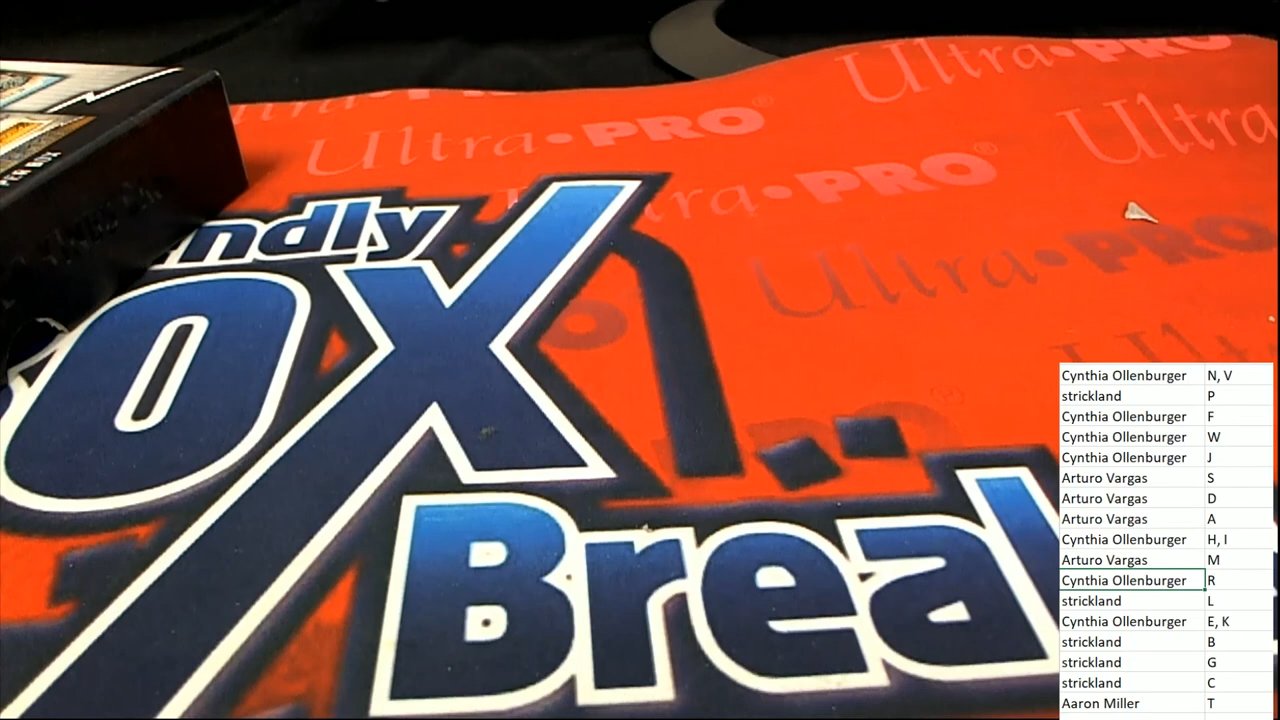 Ultra•PRO®
Ultra•PRO®
Ultra
PRO®
Ultra•PRO
PER BOX
ndly
OX
Brea
Cynthia Ollenburger N, V
strickland P
Cynthia Ollenburger F
Cynthia Ollenburger W
Cynthia Ollenburger J
Arturo Vargas S
Arturo Vargas D
Arturo Vargas A
Cynthia Ollenburger H, I
Arturo Vargas M
Cynthia Ollenburger R
strickland L
Cynthia Ollenburger E, K
strickland B
strickland G
strickland C
Aaron Miller T